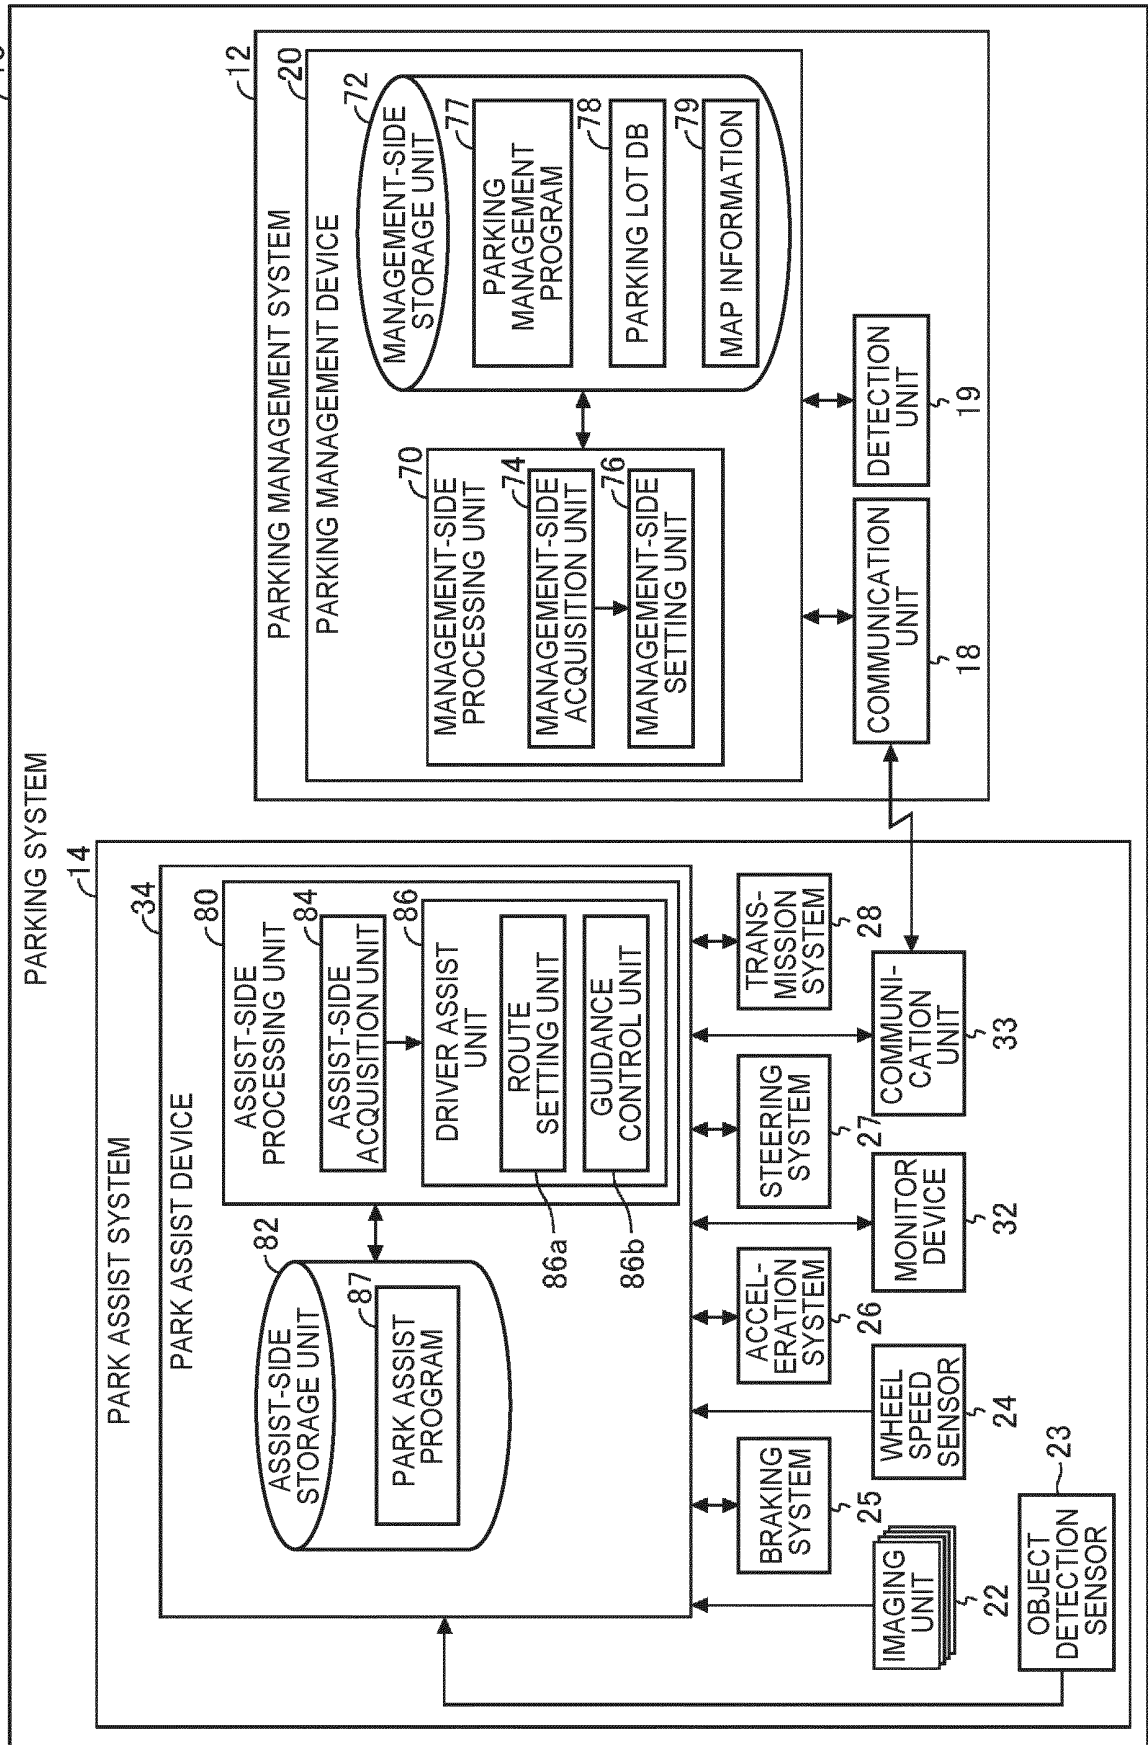 PARKING SYSTEM
PARK ASSIST SYSTEM
14
PARK ASSIST DEVICE
34
ASSIST-SIDE
STORAGE UNIT
82
PARK ASSIST
PROGRAM
87
ASSIST-SIDE
PROCESSING UNIT
80
ASSIST-SIDE
ACQUISITION UNIT
84
DRIVER ASSIST
UNIT
86
ROUTE
SETTING UNIT
86a
GUIDANCE
CONTROL UNIT
86b
BRAKING
SYSTEM
25
ACCEL-
ERATION
SYSTEM
26
STEERING
SYSTEM
27
TRANS-
MISSION
SYSTEM
28
IMAGING
UNIT
22
WHEEL
SPEED
SENSOR
24
MONITOR
DEVICE
32
COMMUNI-
CATION
UNIT
33
OBJECT
DETECTION
SENSOR
23
PARKING MANAGEMENT SYSTEM
12
PARKING MANAGEMENT DEVICE
20
MANAGEMENT-SIDE
PROCESSING UNIT
70
MANAGEMENT-SIDE
ACQUISITION UNIT
74
MANAGEMENT-SIDE
SETTING UNIT
76
MANAGEMENT-SIDE
STORAGE UNIT
72
PARKING
MANAGEMENT
PROGRAM
77
PARKING LOT DB
78
MAP INFORMATION
79
COMMUNICATION
UNIT
18
DETECTION
UNIT
19